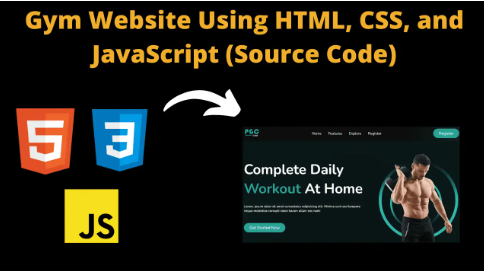 Gym Website Using HTML, CSS, and
JavaScript (Source Code)
5
3
JS
Home Features Explore Register
Register
Complete Daily
Workout At Home
Get Started Now